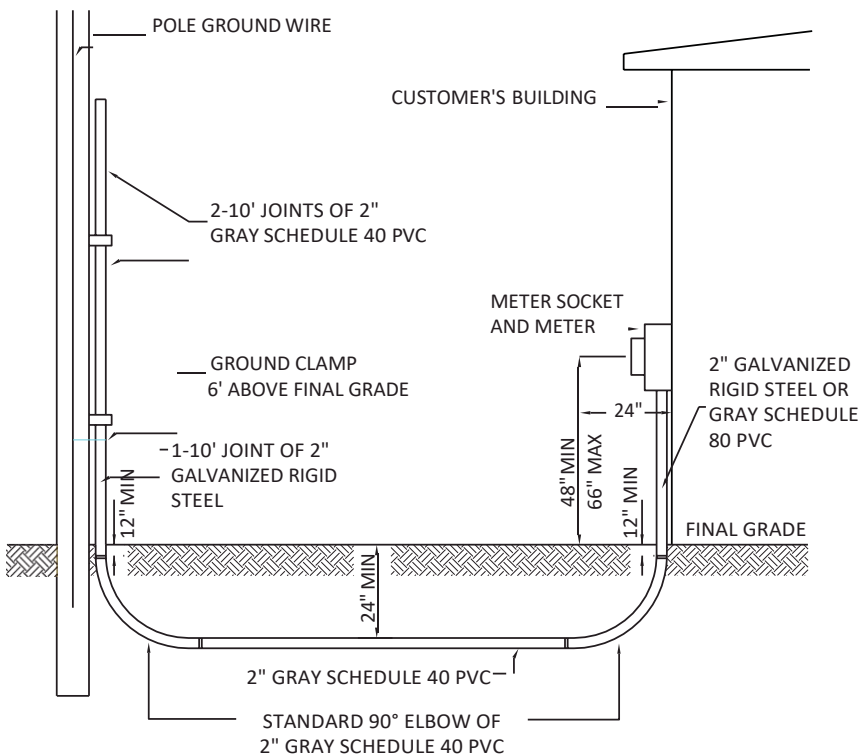 POLE GROUND WIRE
CUSTOMER'S BUILDING
2-10' JOINTS OF 2"
GRAY SCHEDULE 40 PVC
METER SOCKET
AND METER
GROUND CLAMP
6' ABOVE FINAL GRADE
2" GALVANIZED
RIGID STEEL OR
GRAY SCHEDULE
80 PVC
24"
1-10' JOINT OF 2"
GALVANIZED RIGID
STEEL
12" MIN
48" MIN
66" MAX
12" MIN
FINAL GRADE
24" MIN
2" GRAY SCHEDULE 40 PVC
STANDARD 90° ELBOW OF
2" GRAY SCHEDULE 40 PVC